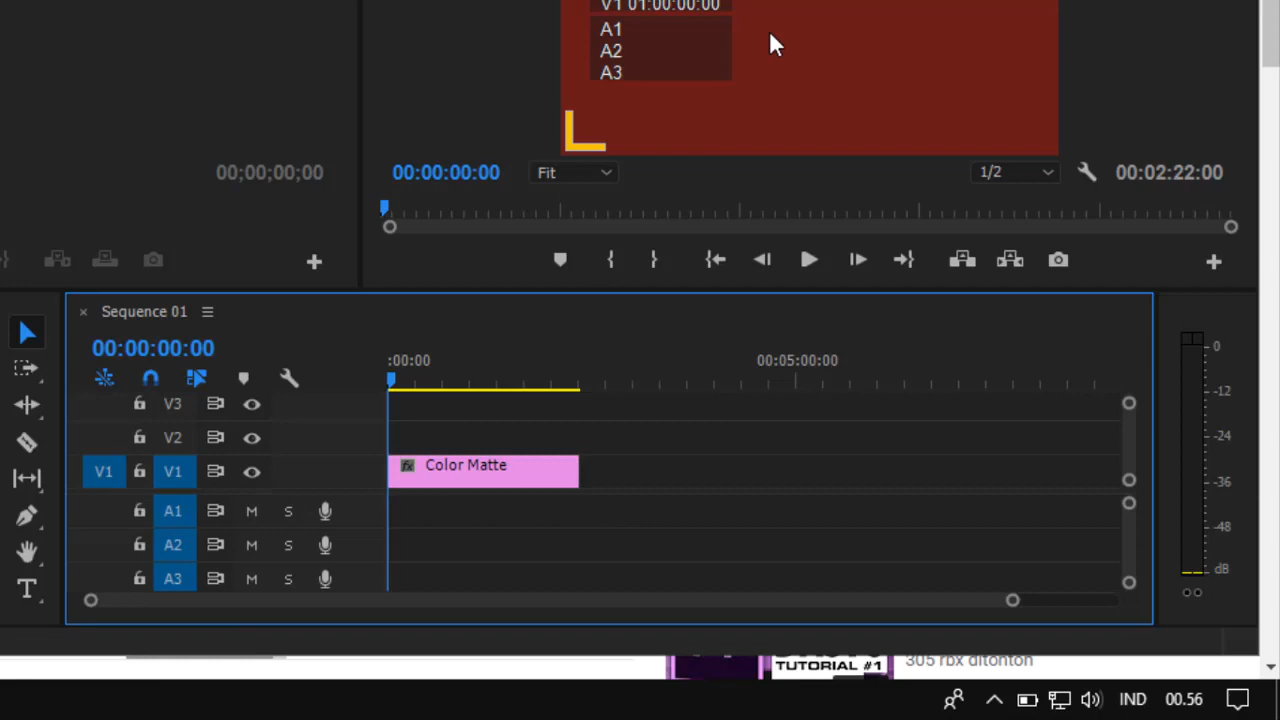 V1 01:00:00:00
A1
A2
A3
00;00;00;00
00:00:00:00
Fit
1/2
00:02:22:00
Sequence 01
00:00:00:00
:00:00
00:05:00:00
V3
V2
V1
V1
Color Matte
A1
M
S
A2
M
S
A3
M
S
0
-12
-24
-36
-48
dB
TUTORIAL #1
305 rbx ditonton
IND
00.56